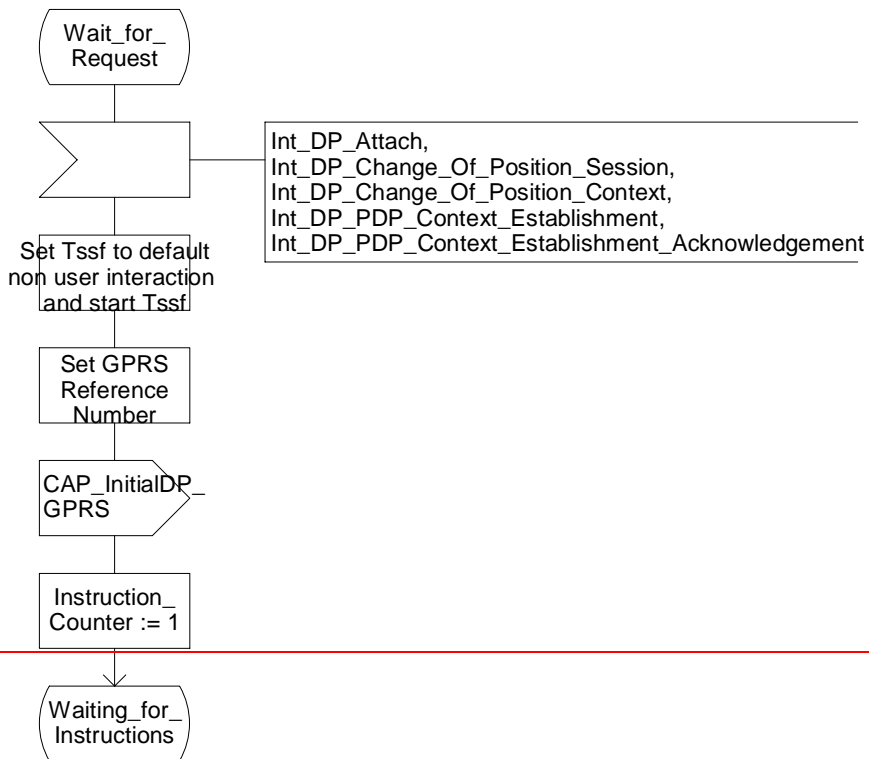 Wait_for_
Request
Int_DP_Attach,
Int_DP_Change_Of_Position_Session,
Int_DP_Change_Of_Position_Context,
Int_DP_PDP_Context_Establishment,
Int_DP_PDP_Context_Establishment_Acknowledgement
Set Tssf to default
non user interaction
and start Tssf
Set GPRS
Reference
Number
CAP_InitialDP_
GPRS
Instruction_
Counter := 1
Waiting_for_
Instructions